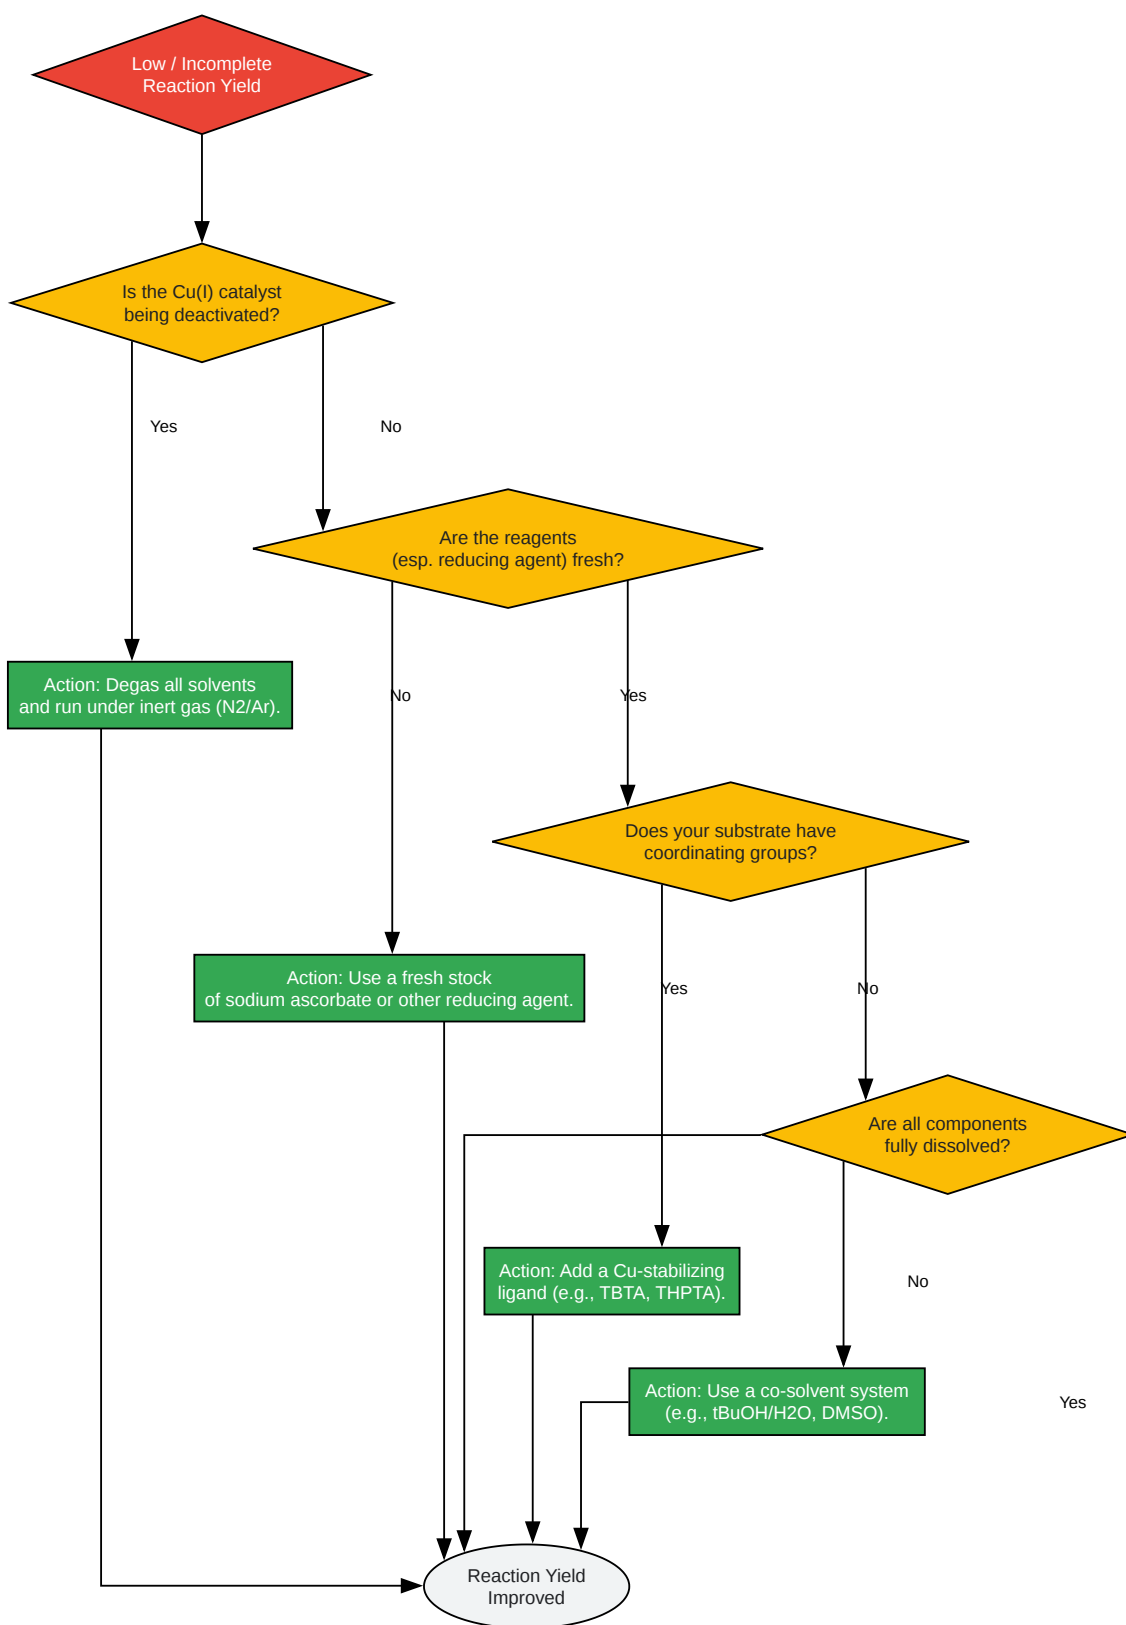 Low / Incomplete
Reaction Yield
Is the Cu(I) catalyst
being deactivated?
Yes
No
Are the reagents
(esp. reducing agent) fresh?
Action: Degas all solvents
and run under inert gas (N2/Ar).
No
Yes
Does your substrate have
coordinating groups?
Action: Use a fresh stock
of sodium ascorbate or other reducing agent.
Yes
No
Are all components
fully dissolved?
Action: Add a Cu-stabilizing
ligand (e.g., TBTA, THPTA).
No
Action: Use a co-solvent system
(e.g., tBuOH/H2O, DMSO).
Yes
Reaction Yield
Improved